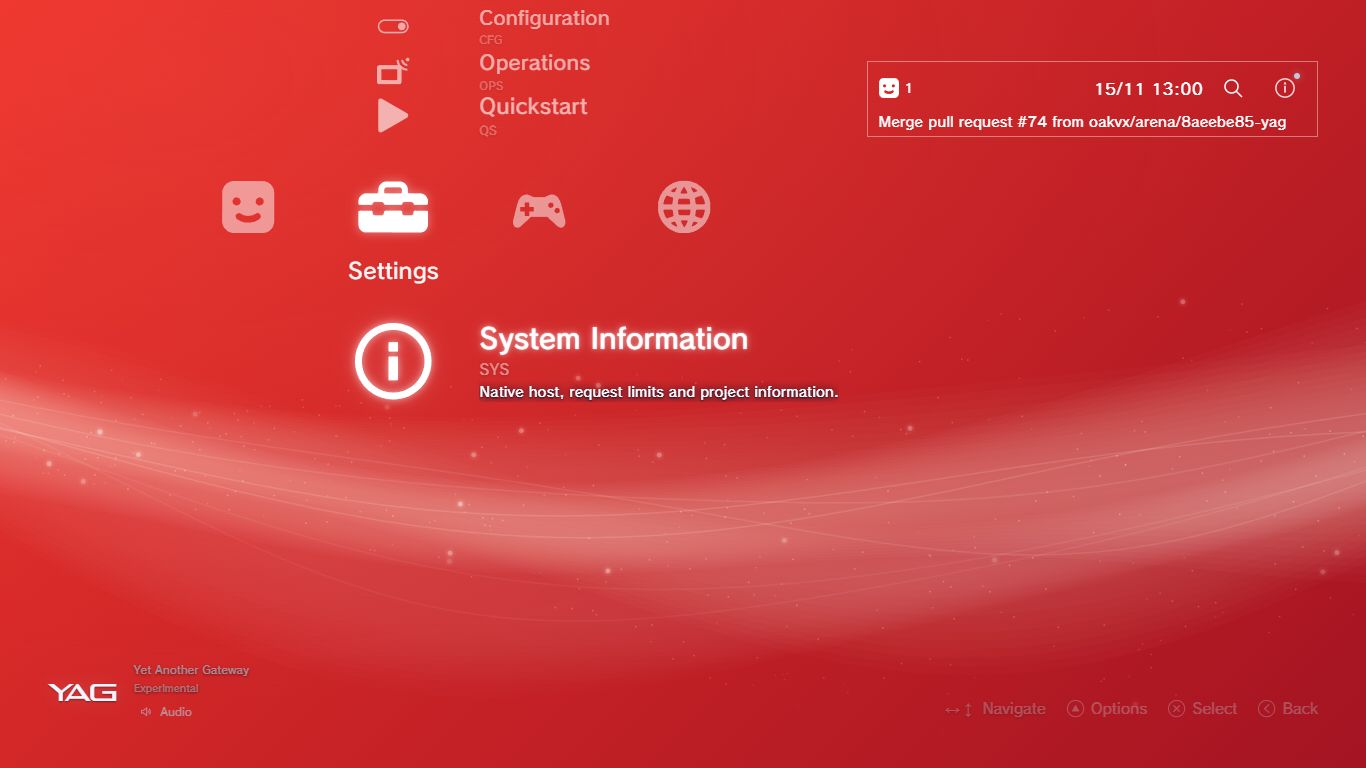 Configuration
CFG
Operations
OPS
Quickstart
QS
1
15/11 13:00
Merge pull request #74 from oakvx/arena/8aeebe85-yag
Settings
System Information
SYS
Native host, request limits and project information.
YAG
Yet Another Gateway
Experimental
Audio
Navigate
Options
Select
Back